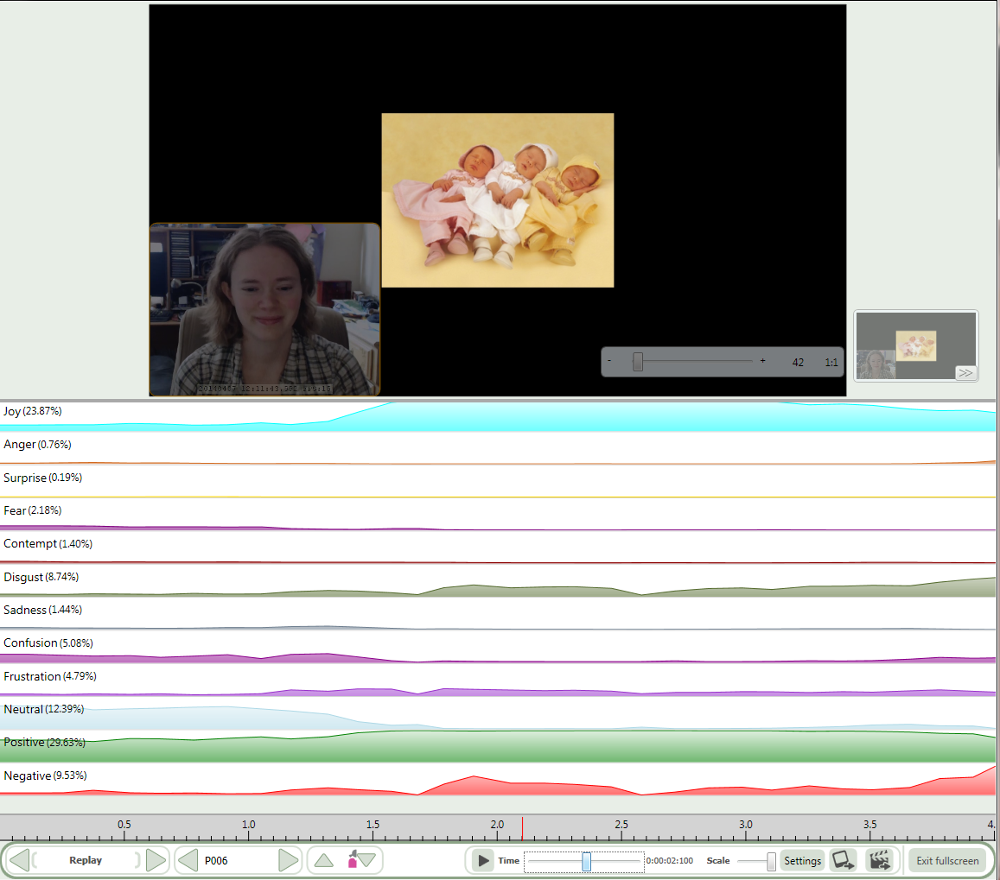 - + 42 1:1
>>
Joy (23.87%)
Anger (0.76%)
Surprise (0.19%)
Fear (2.18%)
Contempt (1.40%)
Disgust (8.74%)
Sadness (1.44%)
Confusion (5.08%)
Frustration (4.79%)
Neutral (12.39%)
Positive (29.63%)
Negative (9.53%)
0.5 1.0 1.5 2.0 2.5 3.0 3.5 4.
Replay P006 Time 0:00:02:100 Scale Settings Exit fullscreen